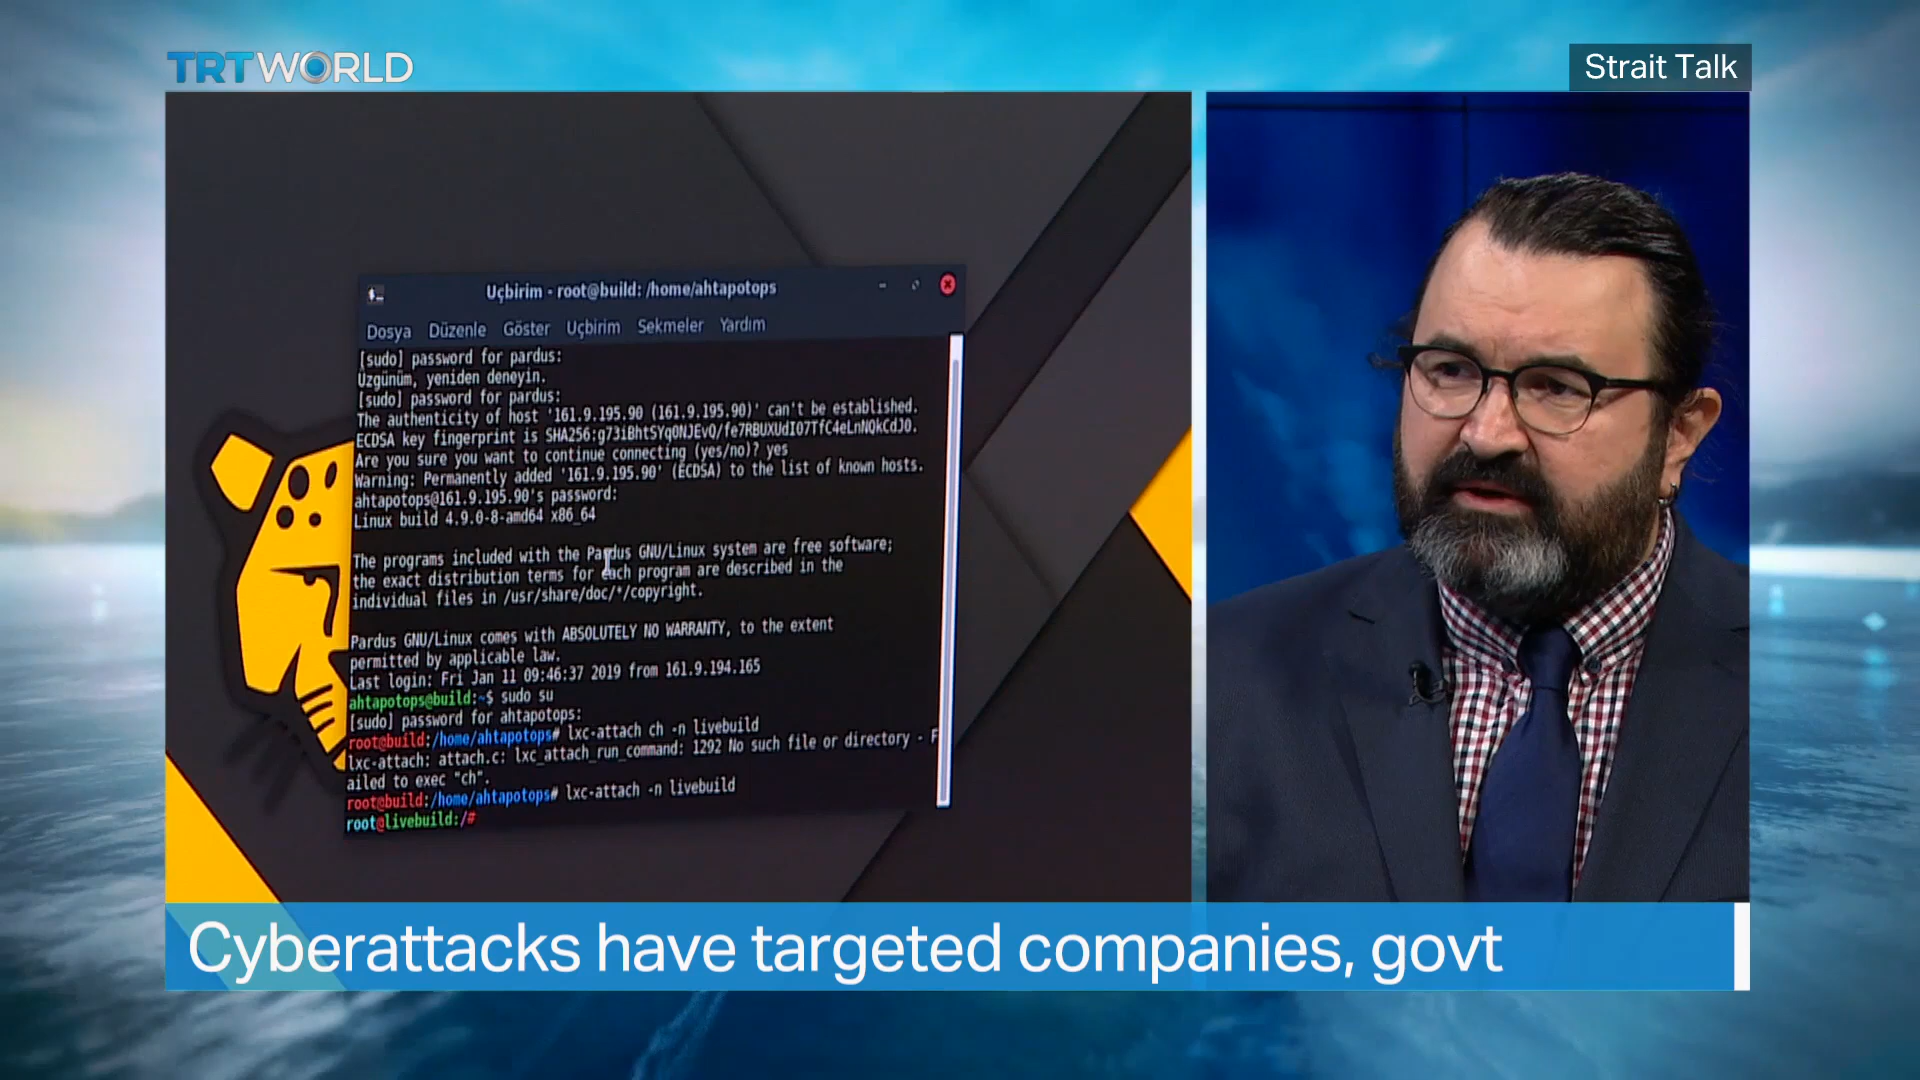 TRT WORLD
Strait Talk
Uçbirim - root@build: /home/ahtapotops
Dosya Düzenle Göster Uçbirim Sekmeler Yardım
[sudo] password for pardus:
Üzgünüm, yeniden deneyin.
[sudo] password for pardus:
The authenticity of host '161.9.195.90 (161.9.195.90)' can't be established.
ECDSA key fingerprint is
Are you sure you want to continue connecting (yes/no)? yes
Warning: Permanently added '161.9.195.90' (ECDSA) to the list of known hosts.
ahtapotops@161.9.195.90's password:
Linux build 4.9.0-8-amd64 x86_64
The programs included with the Pardus GNU/Linux system are free software;
the exact distribution terms for each program are described in the
individual files in /usr/share/doc/*/copyright.
Pardus GNU/Linux comes with ABSOLUTELY NO WARRANTY, to the extent
permitted by applicable law.
Last login: Fri Jan 11 09:46:37 2019 from 161.9.194.165
ahtapotops@build:~$ sudo su
[sudo] password for ahtapotops:
root@build:/home/ahtapotops# lxc-attach ch -n livebuild
lxc-attach: attach.c: lxc_attach_run_command: 1292 No such file or directory - F
ailed to exec "ch".
root@build:/home/ahtapotops# lxc-attach -n livebuild
root@livebuild:/#
Cyberattacks have targeted companies, govt